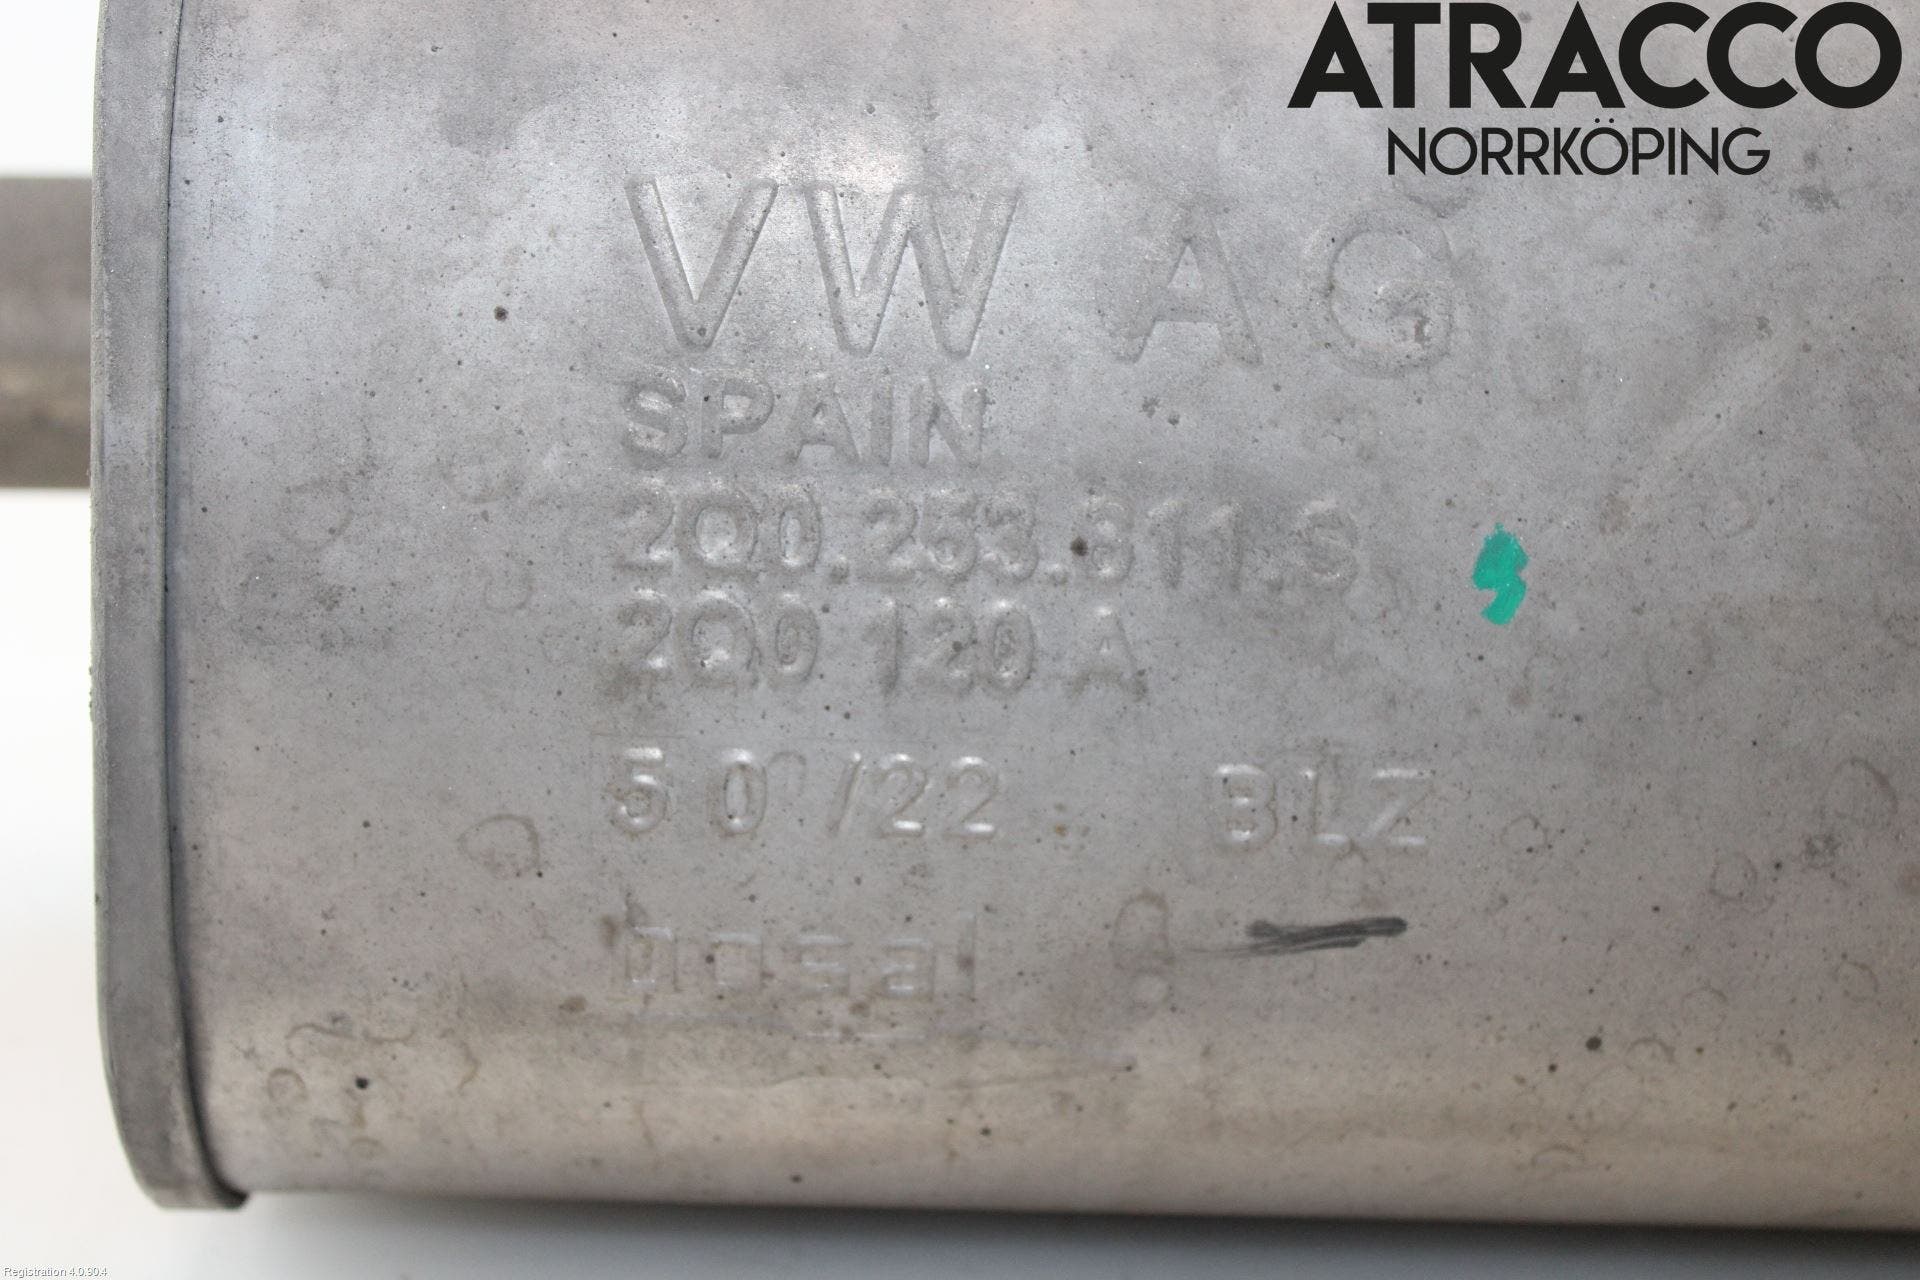 ATRACCO
NORRKÖPING
VW AG
SPAIN
2Q0.253.611.S
2Q0 120 A
50/22 BLZ
bosal
Registration 4.0.90.4